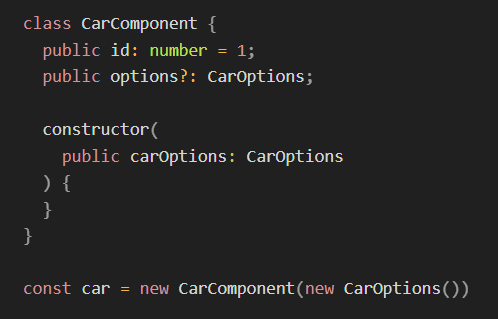 class CarComponent {
  public id: number = 1;
  public options?: CarOptions;

  constructor(
    public carOptions: CarOptions
  ) {
  }
}

const car = new CarComponent(new CarOptions())